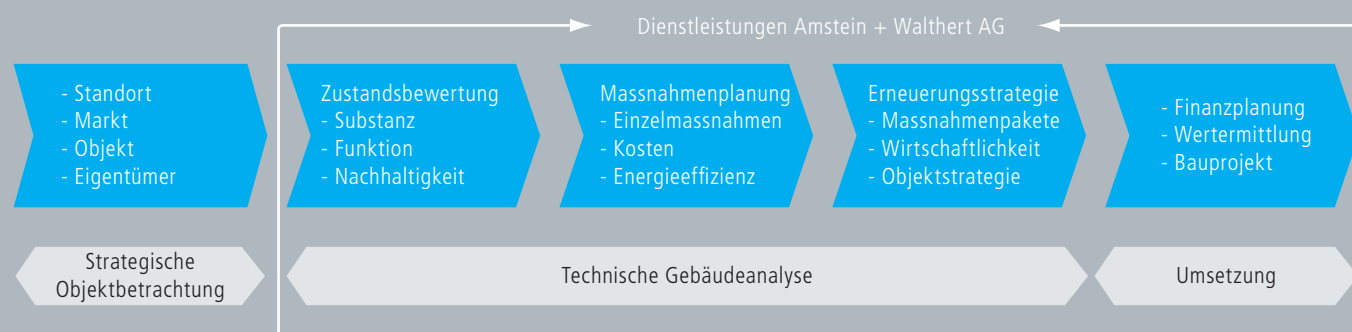 Dienstleistungen Amstein + Walthert AG
- Standort
- Markt
- Objekt
- Eigentümer
Zustandsbewertung
- Substanz
- Funktion
- Nachhaltigkeit
Massnahmenplanung
- Einzelmassnahmen
- Kosten
- Energieeffizienz
Erneuerungsstrategie
- Massnahmenpakete
- Wirtschaftlichkeit
- Objektstrategie
- Finanzplanung
- Wertermittlung
- Bauprojekt
Strategische
Objektbetrachtung
Technische Gebäudeanalyse
Umsetzung